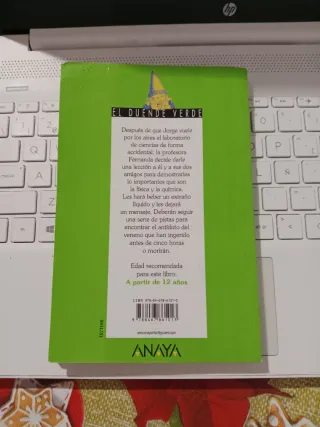 hp
EL DUENDE VERDE
Después de que Jorge vuele
por los aires el laboratorio
de ciencias de forma
accidental, la profesora
Fernanda decide darle
una lección a él y a sus dos
amigos para demostrarles
lo importantes que son
la física y la química.
Les hará beber un extraño
líquido y les dejará
un mensaje. Deberán seguir
una serie de pistas para
encontrar el antídoto del
veneno que han ingerido
antes de cinco horas
o morirán.
Edad recomendada
para este libro:
A partir de 12 años
ANAYA